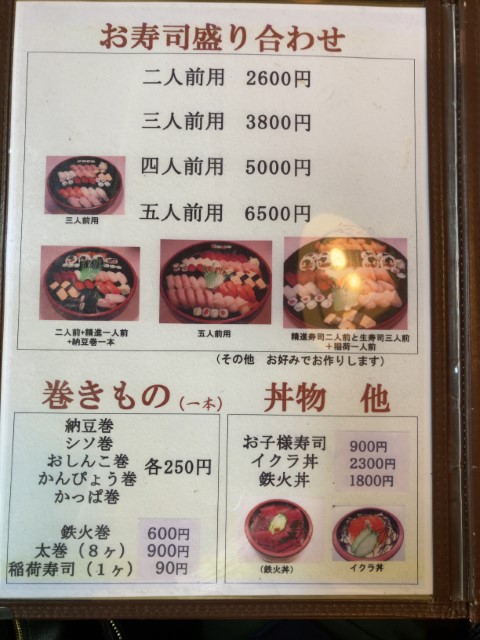 お寿司盛り合わせ
二人前用 2600円
三人前用 3800円
四人前用 5000円
五人前用 6500円
三人前用
二人前+精進一人前
+納豆巻一本
五人前用
精進寿司二人前と生寿司三人前
+稲荷一人前
(その他 お好みでお作りします)
巻きもの(一本)
納豆巻
シソ巻
おしんこ巻
かんぴょう巻
かっぱ巻
各250円
鉄火巻 600円
太巻(8ヶ) 900円
稲荷寿司(1ヶ) 90円
丼物 他
お子様寿司 900円
イクラ丼 2300円
鉄火丼 1800円
(鉄火丼)
イクラ丼